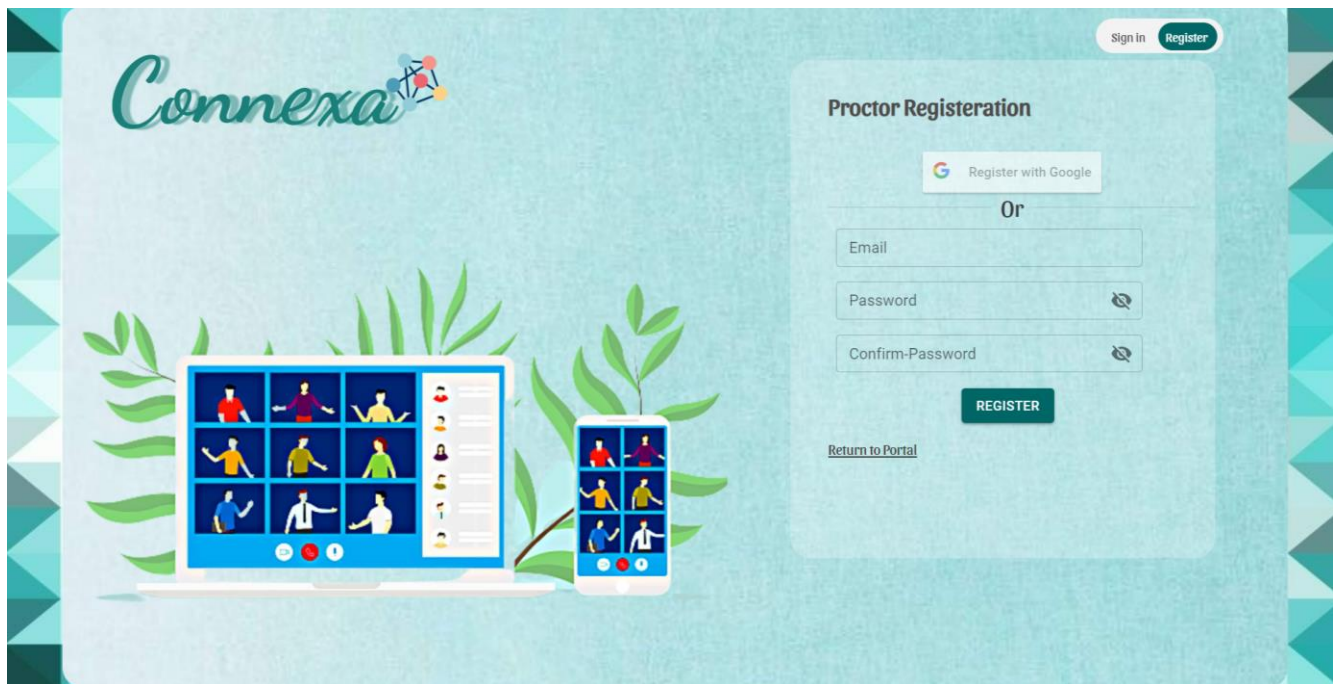 Connexa
Sign in Register
Proctor Registeration
Register with Google
Or
Email
Password
Confirm-Password
REGISTER
Return to Portal